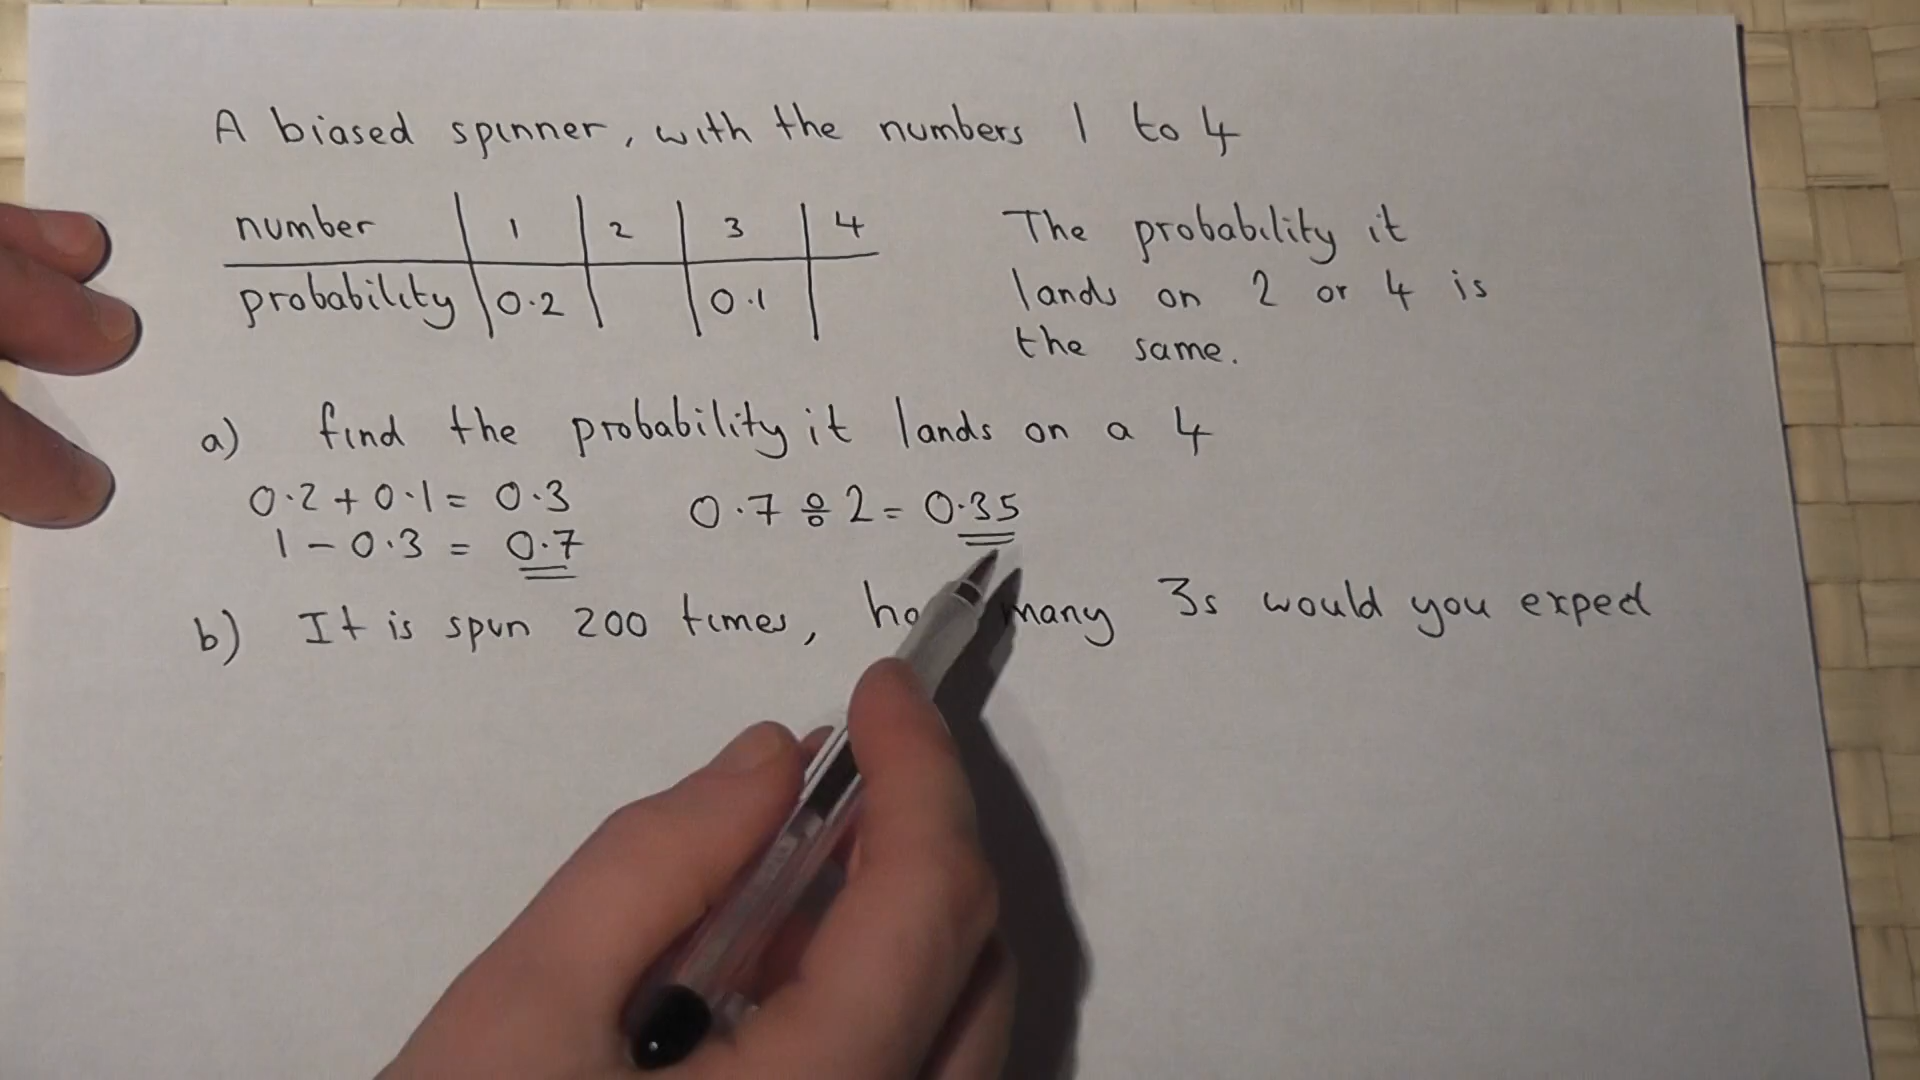 A biased spinner, with the numbers 1 to 4
number 1 2 3 4
probability 0.2 0.1
The probability it
lands on 2 or 4 is
the same.
a) find the probability it lands on a 4
0.2 + 0.1 = 0.3
1 - 0.3 = 0.7
0.7 ÷ 2 = 0.35
b) It is spun 200 times, many 3s would you expect